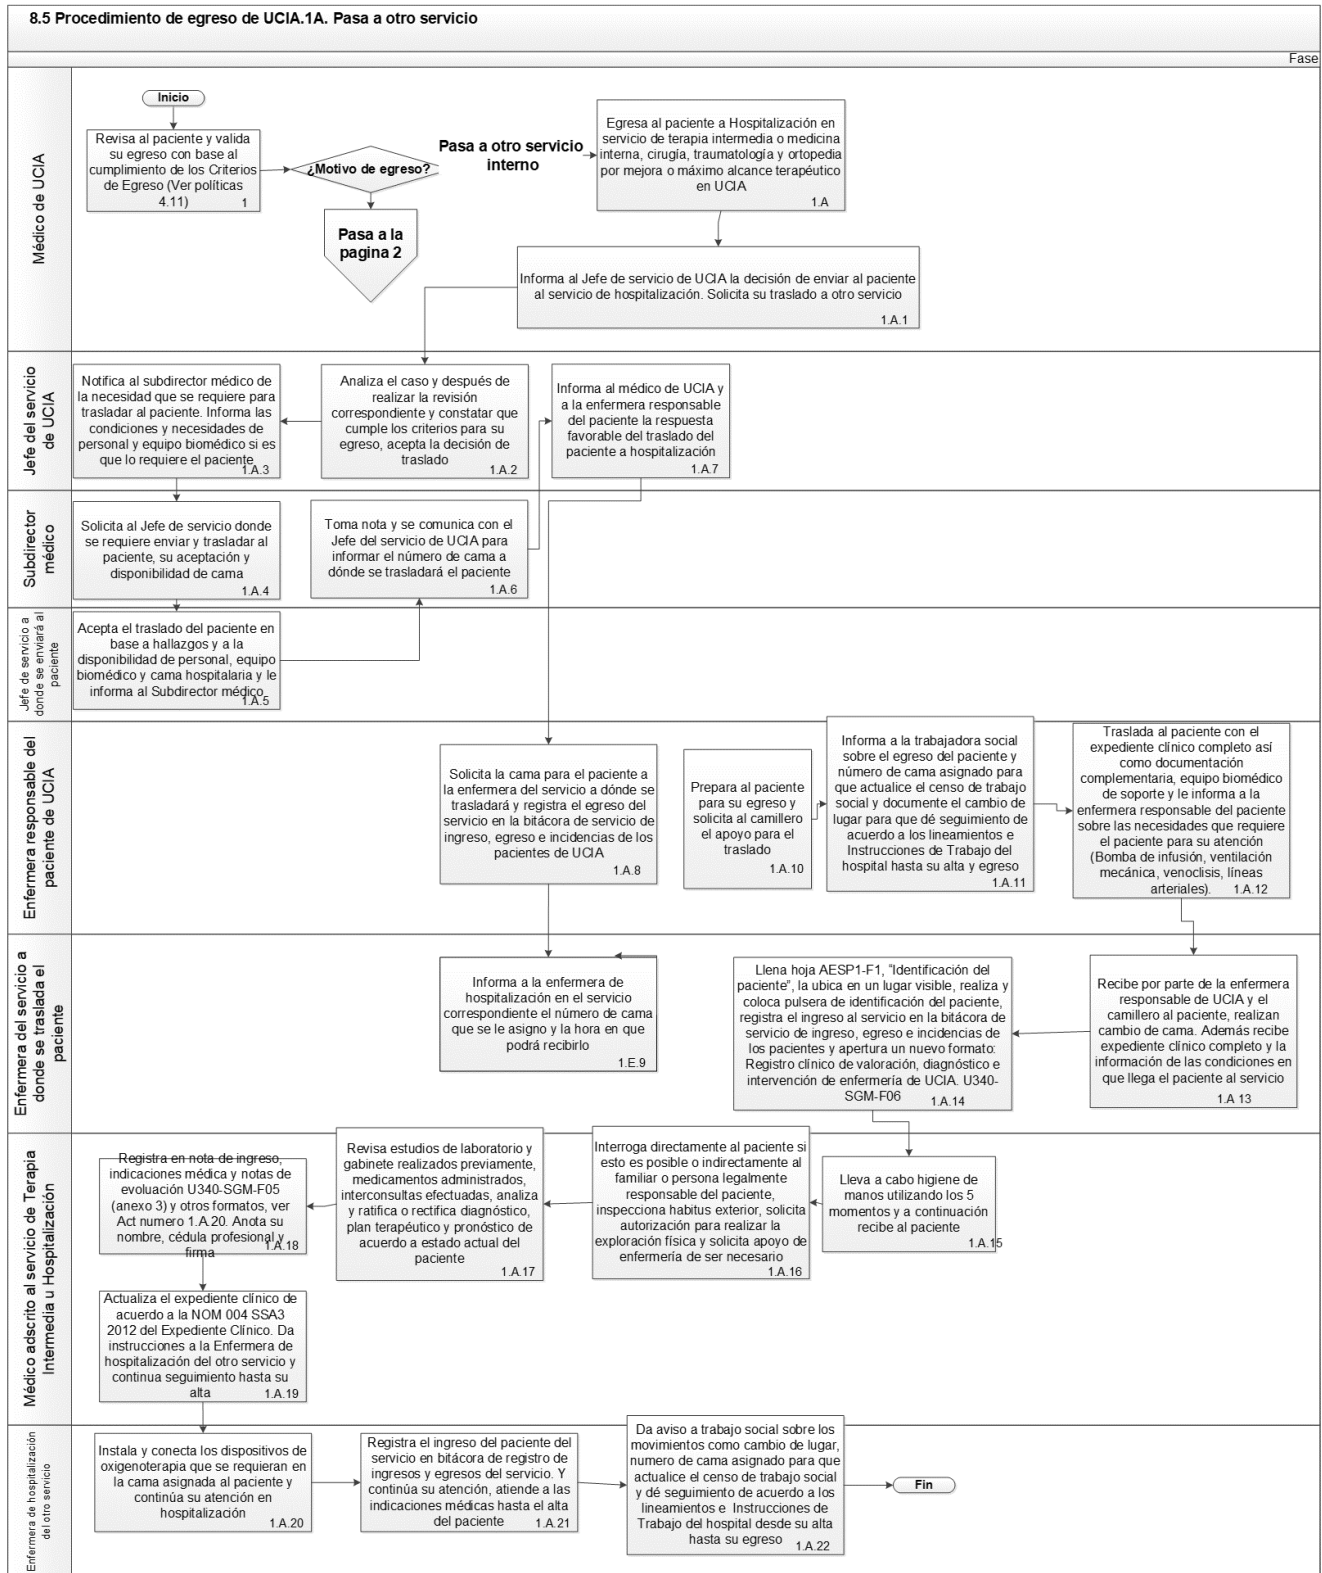 8.5 Procedimiento de egreso de UCIA.1A. Pasa a otro servicio
Fase
Médico de UCIA
Inicio
Revisa al paciente y valida
su egreso con base al
cumplimiento de los Criterios
de Egreso (Ver políticas
4.11)
1
¿Motivo de egreso?
Pasa a la
pagina 2
Pasa a otro servicio
interno
Egresa al paciente a Hospitalización en
servicio de terapia intermedia o medicina
interna, cirugía, traumatología y ortopedia
por mejora o máximo alcance terapéutico
en UCIA
1.A
Informa al Jefe de servicio de UCIA la decisión de enviar al paciente
al servicio de hospitalización. Solicita su traslado a otro servicio
1.A.1
Jefe del servicio
de UCIA
Notifica al subdirector médico de
la necesidad que se requiere para
trasladar al paciente. Informa las
condiciones y necesidades de
personal y equipo biomédico si es
que lo requiere el paciente
1.A.3
Analiza el caso y después de
realizar la revisión
correspondiente y constatar que
cumple los criterios para su
egreso, acepta la decisión de
traslado
1.A.2
Informa al médico de UCIA y
a la enfermera responsable
del paciente la respuesta
favorable del traslado del
paciente a hospitalización
1.A.7
Subdirector
médico
Solicita al Jefe de servicio donde
se requiere enviar y trasladar al
paciente, su aceptación y
disponibilidad de cama
1.A.4
Toma nota y se comunica con el
Jefe del servicio de UCIA para
informar el número de cama a
dónde se trasladará el paciente
1.A.6
Jefe de servicio a
donde se enviará al
paciente
Acepta el traslado del paciente en
base a hallazgos y a la
disponibilidad de personal, equipo
biomédico y cama hospitalaria y le
informa al Subdirector médico
1.A.5
Enfermera responsable del
paciente de UCIA
Solicita la cama para el paciente a
la enfermera del servicio a dónde se
trasladará y registra el egreso del
servicio en la bitácora de servicio de
ingreso, egreso e incidencias de los
pacientes de UCIA
1.A.8
Prepara al paciente
para su egreso y
solicita al camillero
el apoyo para el
traslado
1.A.10
Informa a la trabajadora social
sobre el egreso del paciente y
número de cama asignado para
que actualice el censo de trabajo
social y documente el cambio de
lugar para que dé seguimiento de
acuerdo a los lineamientos e
Instrucciones de Trabajo del
hospital hasta su alta y egreso
1.A.11
Traslada al paciente con el
expediente clínico completo así
como documentación
complementaria, equipo biomédico
de soporte y le informa a la
enfermera responsable del paciente
sobre las necesidades que requiere
el paciente para su atención
(Bomba de infusión, ventilación
mecánica, venoclisis, líneas
arteriales).
1.A.12
Enfermera del servicio a
donde se traslada el
paciente
Informa a la enfermera de
hospitalización en el servicio
correspondiente el número de cama
que se le asigno y la hora en que
podrá recibirlo
1.E.9
Llena hoja AESP1-F1, “Identificación del
paciente”, la ubica en un lugar visible, realiza y
coloca pulsera de identificación del paciente,
registra el ingreso al servicio en la bitácora de
servicio de ingreso, egreso e incidencias de
los pacientes y apertura un nuevo formato:
Registro clínico de valoración, diagnóstico e
intervención de enfermería de UCIA. U340-
SGM-F06
1.A.14
Recibe por parte de la enfermera
responsable de UCIA y el
camillero al paciente, realizan
cambio de cama. Además recibe
expediente clínico completo y la
información de las condiciones en
que llega el paciente al servicio
1.A 13
Médico adscrito al servicio de Terapia
Intermedia u Hospitalización
Registra en nota de ingreso,
indicaciones médica y notas de
evoluación U340-SGM-F05
(anexo 3) y otros formatos, ver
Act numero 1.A.20. Anota su
nombre, cédula profesional y
firma
1.A.18
Revisa estudios de laboratorio y
gabinete realizados previamente,
medicamentos administrados,
interconsultas efectuadas, analiza
y ratifica o rectifica diagnóstico,
plan terapéutico y pronóstico de
acuerdo a estado actual del
paciente
1.A.17
Interroga directamente al paciente si
esto es posible o indirectamente al
familiar o persona legalmente
responsable del paciente,
inspecciona habitus exterior, solicita
autorización para realizar la
exploración física y solicita apoyo de
enfermería de ser necesario
1.A.16
Lleva a cabo higiene de
manos utilizando los 5
momentos y a continuación
recibe al paciente
1.A.15
Actualiza el expediente clínico de
acuerdo a la NOM 004 SSA3
2012 del Expediente Clínico. Da
instrucciones a la Enfermera de
hospitalización del otro servicio y
continua seguimiento hasta su
alta
1.A.19
Enfermera de hospitalización
del otro servicio
Instala y conecta los dispositivos de
oxigenoterapia que se requieran en
la cama asignada al paciente y
continúa su atención en
hospitalización
1.A.20
Registra el ingreso del paciente del
servicio en bitácora de registro de
ingresos y egresos del servicio. Y
continúa su atención, atiende a las
indicaciones médicas hasta el alta
del paciente
1.A.21
Da aviso a trabajo social sobre los
movimientos como cambio de lugar,
numero de cama asignado para que
actualice el censo de trabajo social
y dé seguimiento de acuerdo a los
lineamientos e Instrucciones de
Trabajo del hospital desde su alta
hasta su egreso
1.A.22
Fin